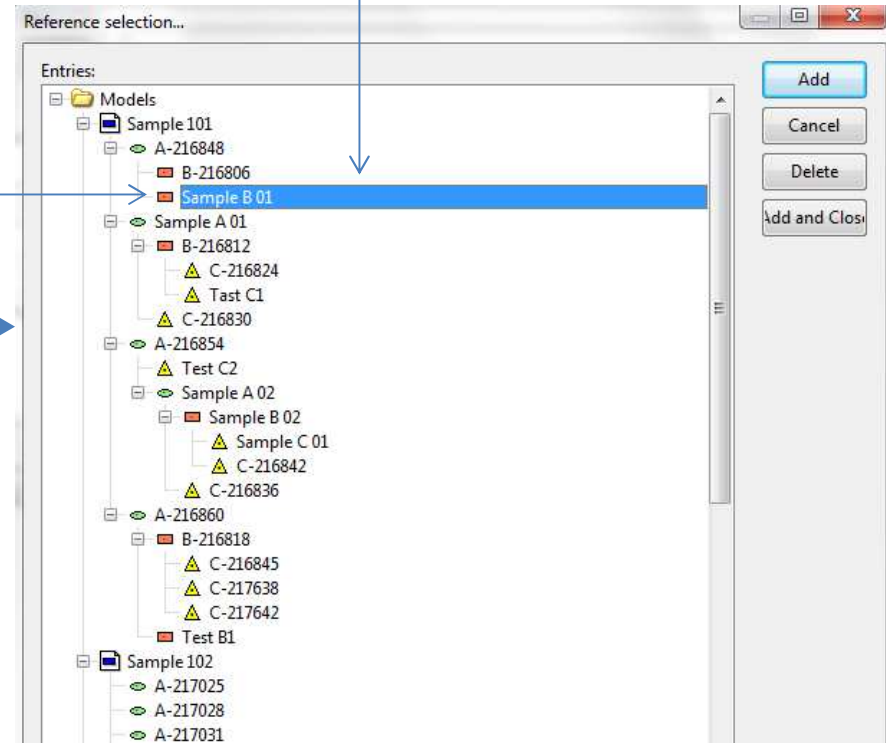 Reference selection...
Entries:
Models
Sample 101
A-216848
B-216806
Sample B 01
Sample A 01
B-216812
C-216824
Tast C1
C-216830
A-216854
Test C2
Sample A 02
Sample B 02
Sample C 01
C-216842
C-216836
A-216860
B-216818
C-216845
C-217638
C-217642
Test B1
Sample 102
A-217025
A-217028
A-217031
Add
Cancel
Delete
Add and Clos